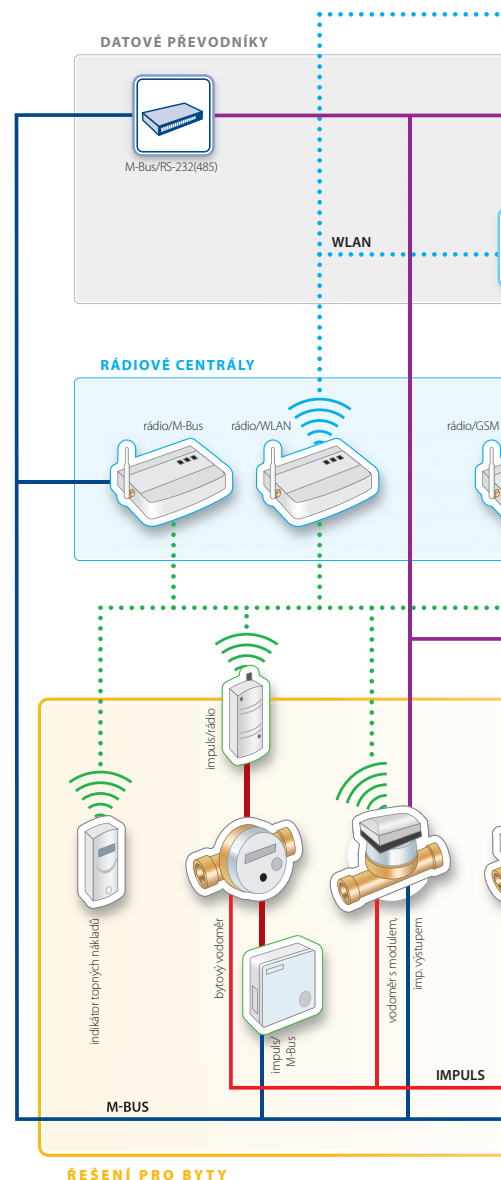 DATOVÉ PŘEVODNÍKY
M-Bus/RS-232(485)
WLAN
RÁDIOVÉ CENTRÁLY
rádio/M-Bus
rádio/WLAN
rádio/GSM
impuls/rádio
indikátor topných nákladů
bytový vodoměr
impuls/
M-Bus
vodoměr s modulem,
imp. výstupem
IMPULS
M-BUS
ŘEŠENÍ PRO BYTY